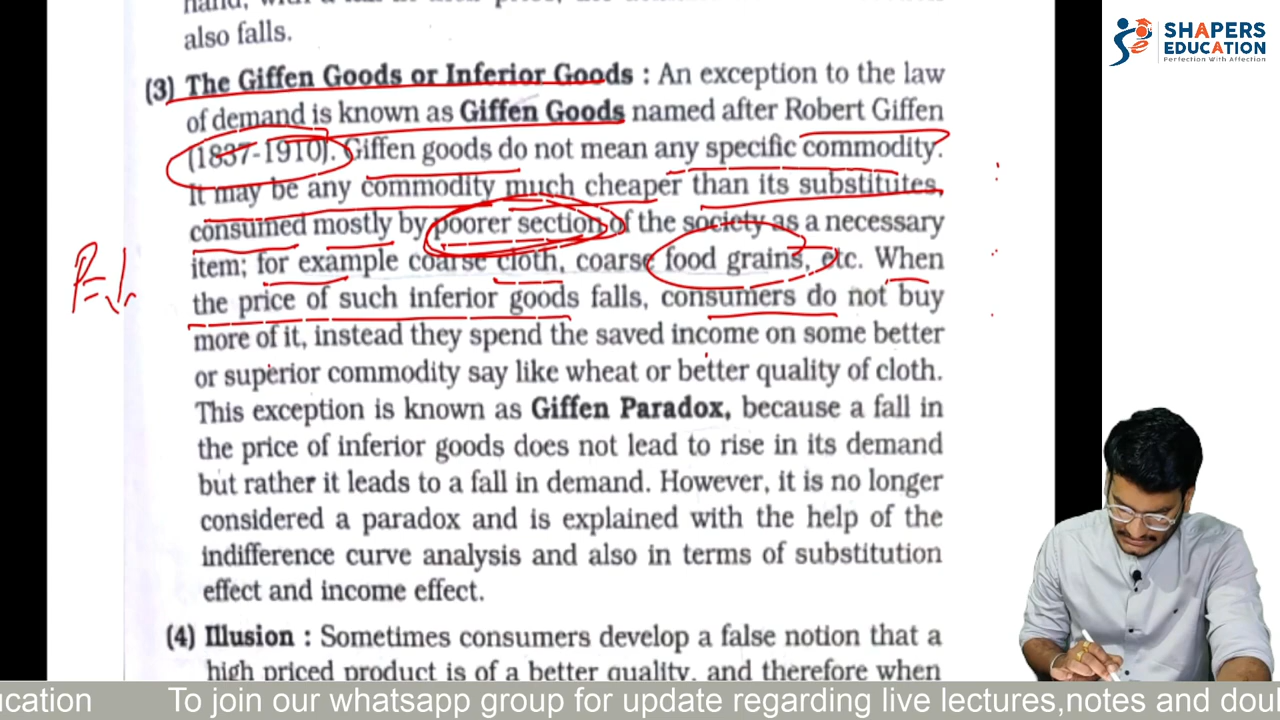 also falls.
(3) The Giffen Goods or Inferior Goods : An exception to the law
of demand is known as Giffen Goods named after Robert Giffen
(1837-1910). Giffen goods do not mean any specific commodity.
It may be any commodity much cheaper than its substitutes,
consumed mostly by poorer section of the society as a necessary
item; for example coarse cloth, coarse food grains, etc. When
the price of such inferior goods falls, consumers do not buy
more of it, instead they spend the saved income on some better
or superior commodity say like wheat or better quality of cloth.
This exception is known as Giffen Paradox, because a fall in
the price of inferior goods does not lead to rise in its demand
but rather it leads to a fall in demand. However, it is no longer
considered a paradox and is explained with the help of the
indifference curve analysis and also in terms of substitution
effect and income effect.
(4) Illusion : Sometimes consumers develop a false notion that a
high priced product is of a better quality, and therefore when
SHAPERS
EDUCATION
Perfection With Affection
ucation To join our whatsapp group for update regarding live lectures,notes and dou